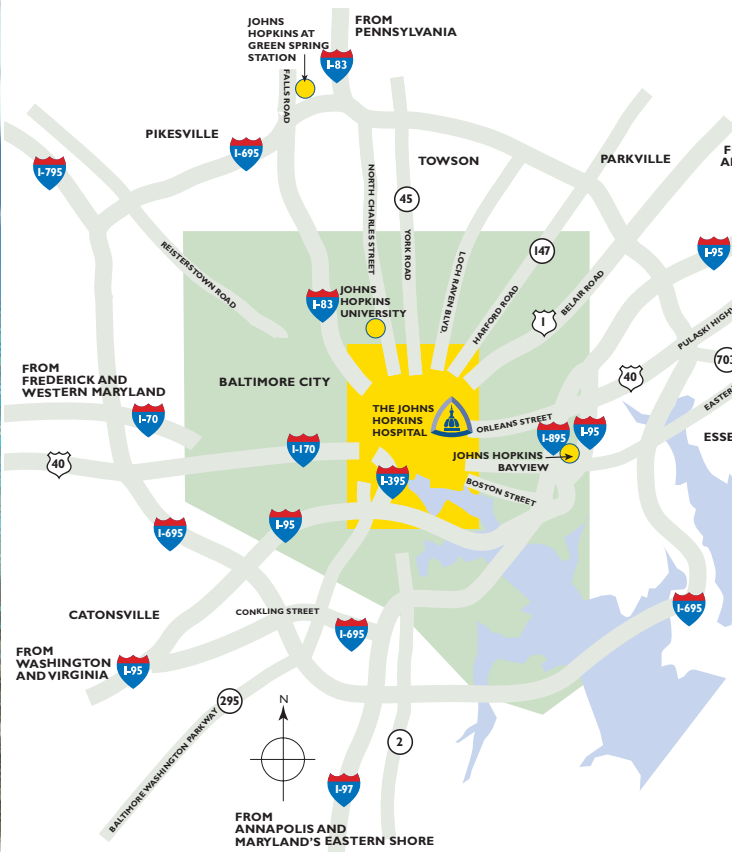 JOHNS
HOPKINS AT
GREEN SPRING
STATION
FROM
PENNSYLVANIA
I-83
FALLS ROAD
PIKESVILLE
I-695
I-795
TOWSON
PARKVILLE
NORTH CHARLES STREET
45
YORK ROAD
LOCH RAVEN BLVD.
147
HARFORD ROAD
BELAIR ROAD
I-95
REISTERSTOWN ROAD
I-83
JOHNS
HOPKINS
UNIVERSITY
1
PULASKI
703
40
EASTER
FROM
FREDERICK AND
WESTERN MARYLAND
BALTIMORE CITY
I-70
THE JOHNS
HOPKINS
HOSPITAL
ORLEANS STREET
I-895
I-95
ESSE
I-170
40
JOHNS HOPKINS
BAYVIEW
I-395
BOSTON STREET
I-95
I-695
CATONSVILLE
CONKLING STREET
I-695
I-695
FROM
WASHINGTON
AND VIRGINIA
I-95
295
BALTIMORE WASHINGTON PARKWAY
N
2
I-97
FROM
ANNAPOLIS AND
MARYLAND'S EASTERN SHORE